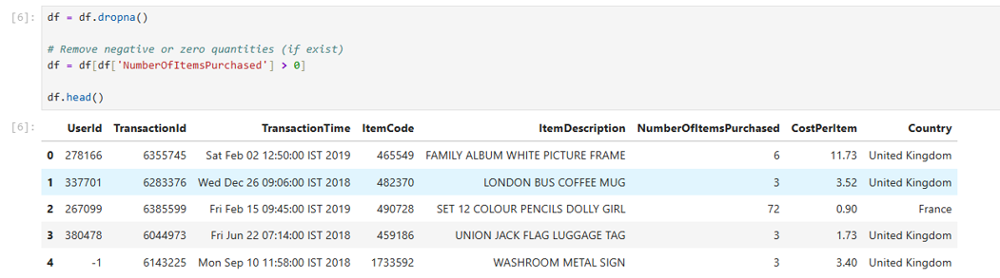 [6]: df = df.dropna()
# Remove negative or zero quantities (if exist)
df = df[df['NumberOfItemsPurchased'] > 0]
df.head()
[6]: UserId TransactionId TransactionTime ItemCode ItemDescription NumberOfItemsPurchased CostPerItem Country
0 278166 6355745 Sat Feb 02 12:50:00 IST 2019 465549 FAMILY ALBUM WHITE PICTURE FRAME 6 11.73 United Kingdom
1 337701 6283376 Wed Dec 26 09:06:00 IST 2018 482370 LONDON BUS COFFEE MUG 3 3.52 United Kingdom
2 267099 6385599 Fri Feb 15 09:45:00 IST 2019 490728 SET 12 COLOUR PENCILS DOLLY GIRL 72 0.90 France
3 380478 6044973 Fri Jun 22 07:14:00 IST 2018 459186 UNION JACK FLAG LUGGAGE TAG 3 1.73 United Kingdom
4 -1 6143225 Mon Sep 10 11:58:00 IST 2018 1733592 WASHROOM METAL SIGN 3 3.40 United Kingdom